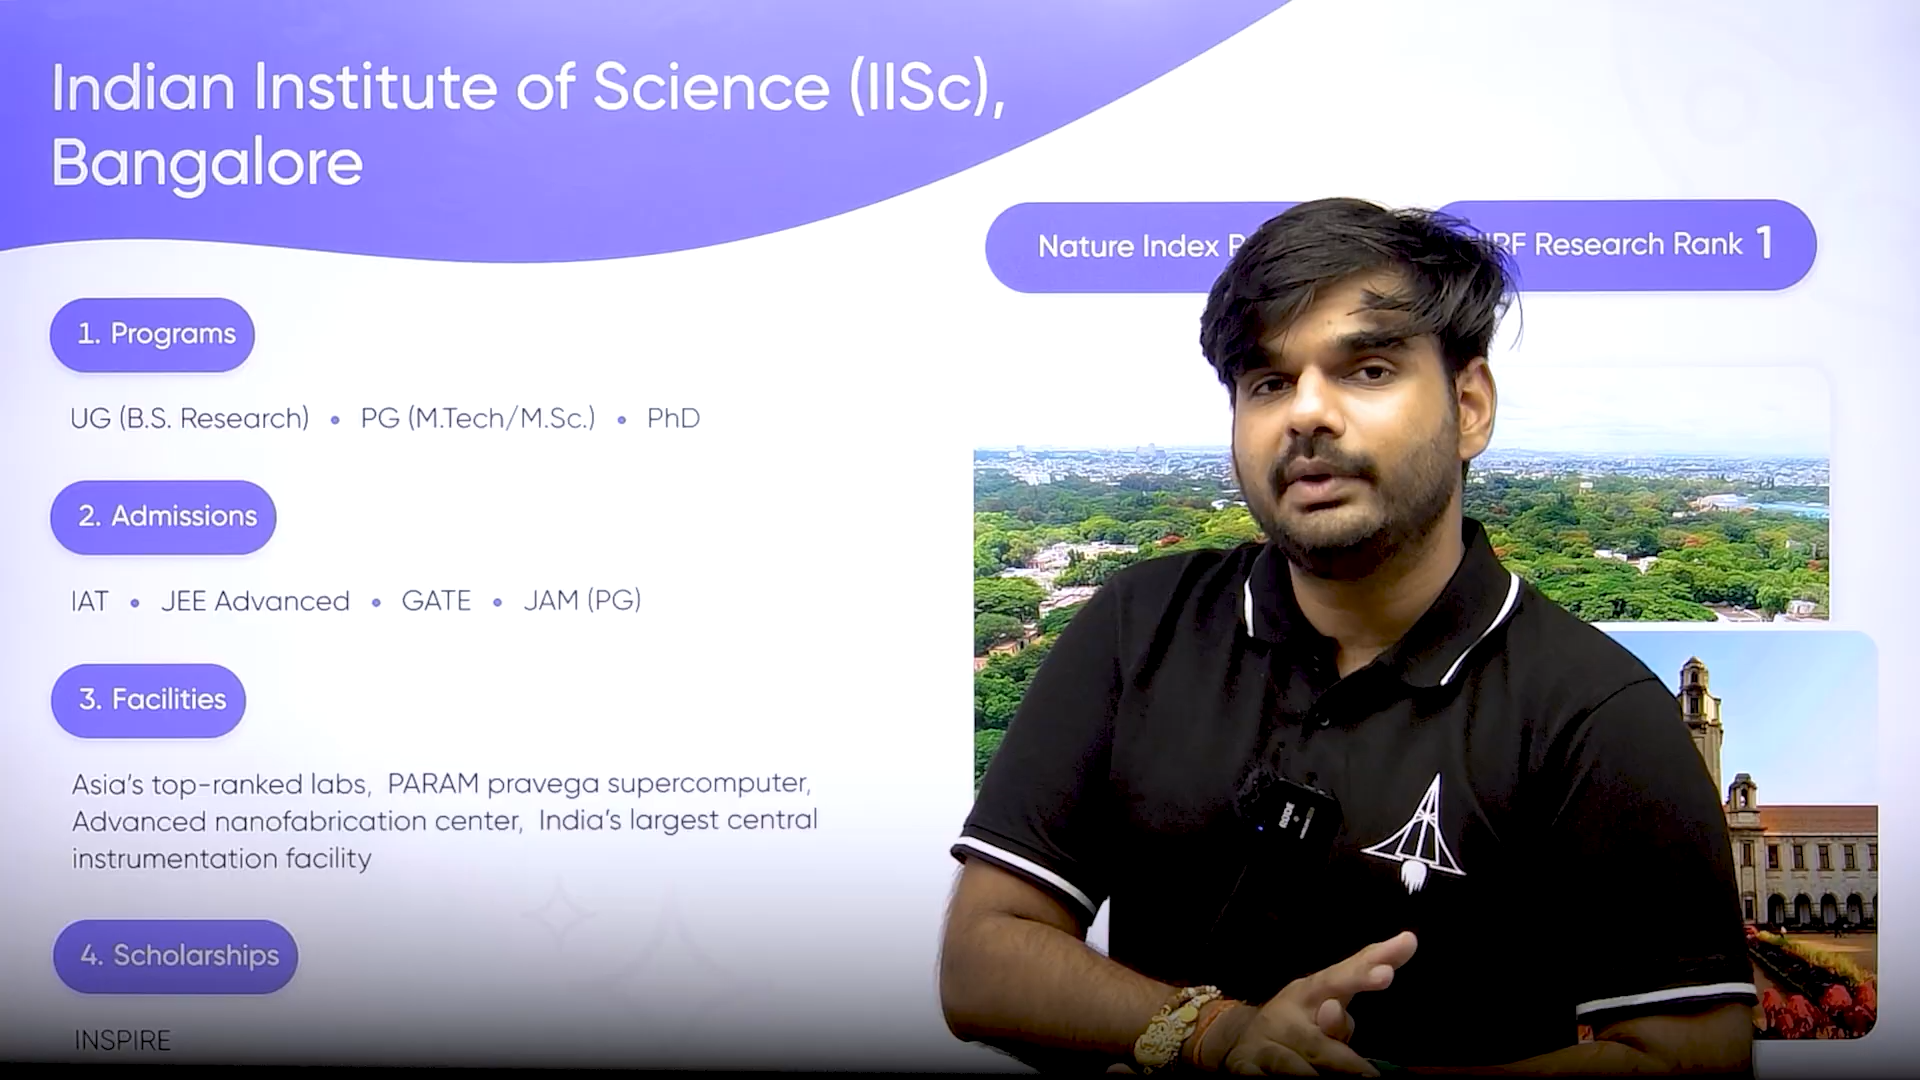 Indian Institute of Science (IISc),
Bangalore
Nature Index
Research Rank 1
1. Programs
UG (B.S. Research) • PG (M.Tech/M.Sc.) • PhD
2. Admissions
IAT • JEE Advanced • GATE • JAM (PG)
3. Facilities
Asia's top-ranked labs, PARAM pravega supercomputer,
Advanced nanofabrication center, India's largest central
instrumentation facility
4. Scholarships
INSPIRE
RODE